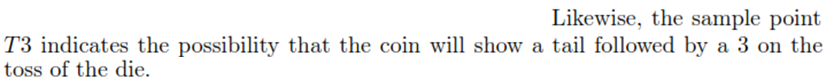 Likewise, the sample point
T3 indicates the possibility that the coin will show a tail followed by a 3 on the
toss of the die.